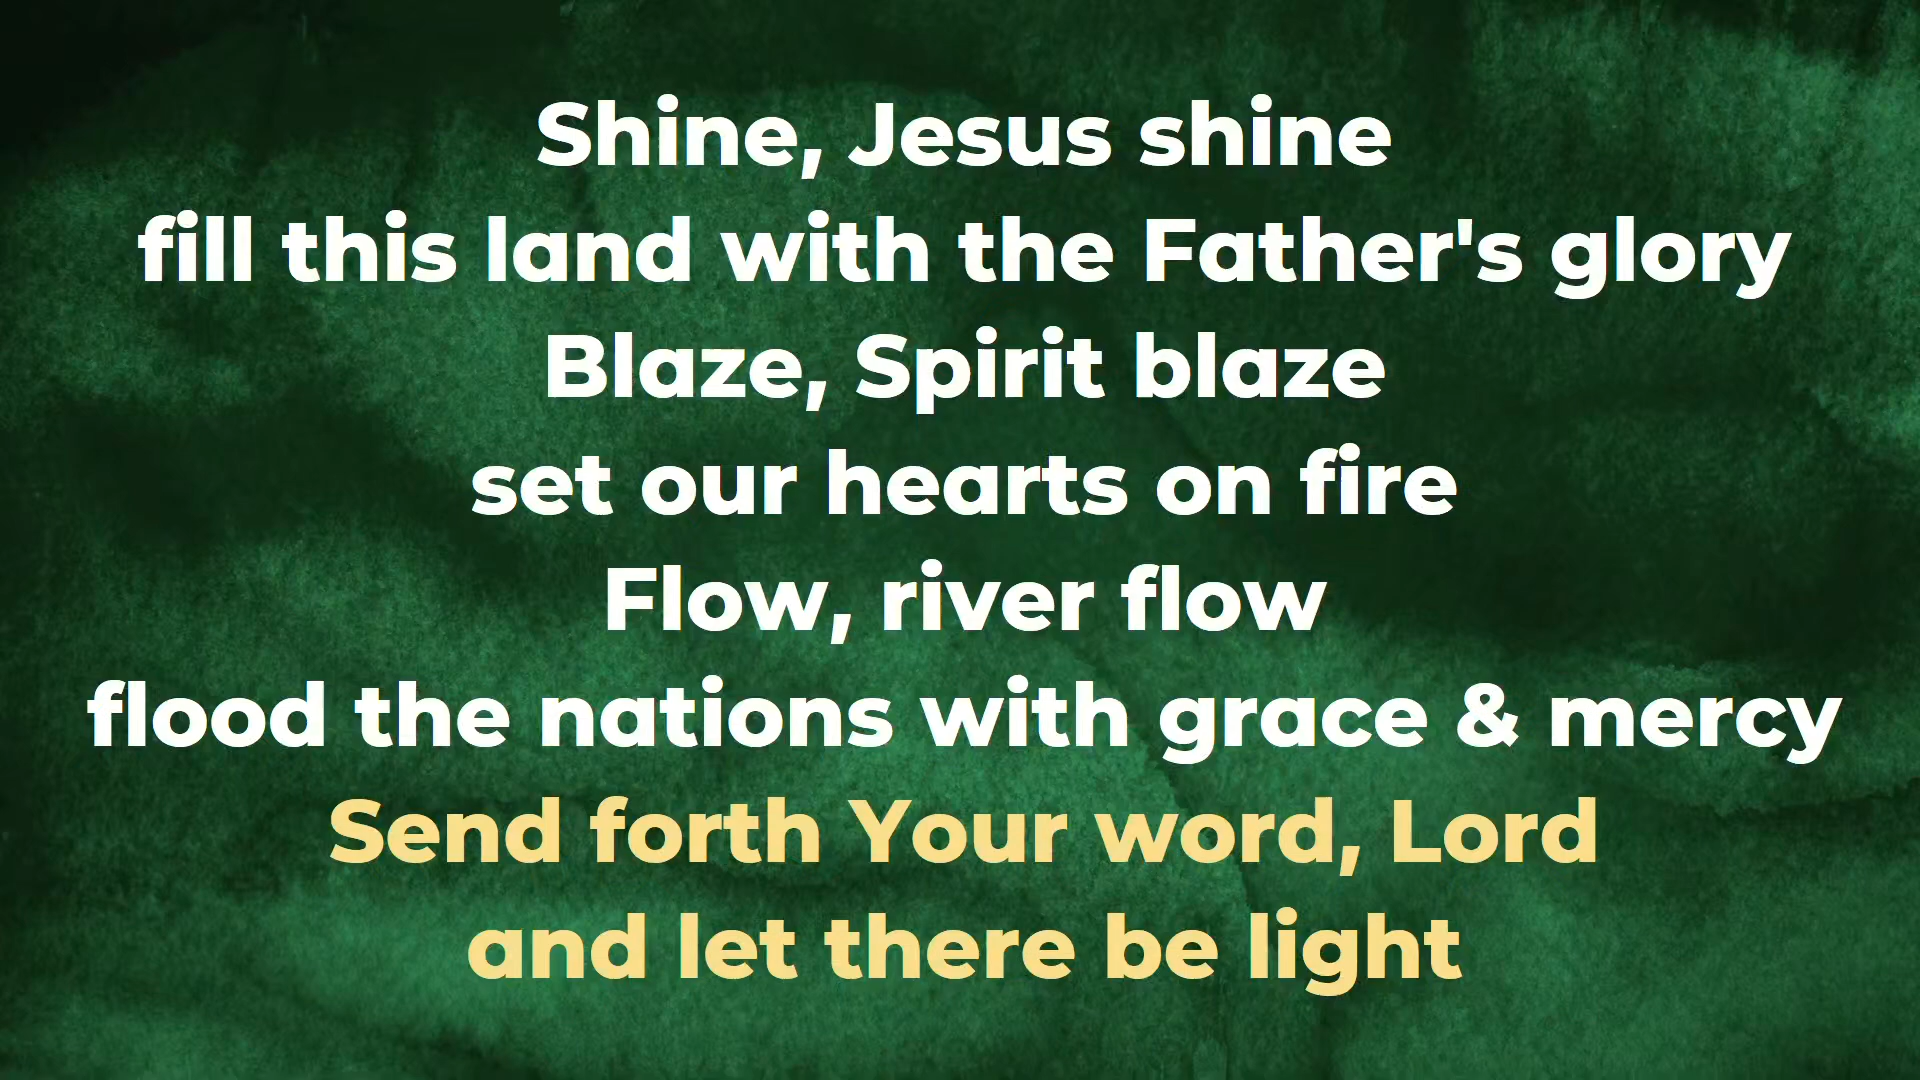 Shine, Jesus shine
fill this land with the Father's glory
Blaze, Spirit blaze
set our hearts on fire
Flow, river flow
flood the nations with grace & mercy
Send forth Your word, Lord
and let there be light